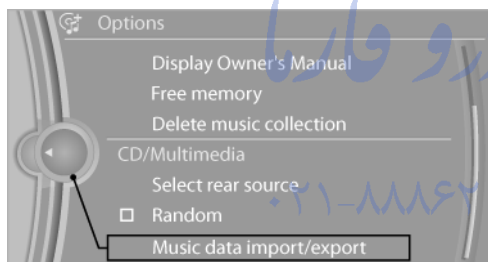 Options
Display Owner's Manual
Free memory
Delete music collection
CD/Multimedia
Select rear source
Random
Music data import/export